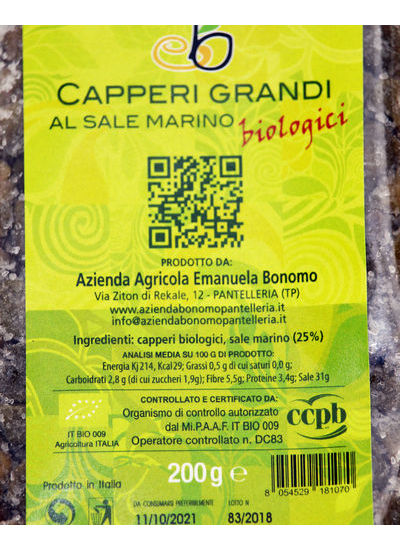 b
CAPPERI GRANDI
AL SALE MARINO biologici
PRODOTTO DA:
Azienda Agricola Emanuela Bonomo
Via Ziton di Rekale, 12 - PANTELLERIA (TP)
www.aziendabonomopantelleria.it
info@aziendabonomopantelleria.it
Ingredienti: capperi biologici, sale marino (25%)
ANALISI MEDIA SU 100 G DI PRODOTTO:
Energia Kj 214, Kcal29; Grassi 0,5 g di cui saturi 0,0 g;
Carboidrati 2,8 g (di cui zuccheri 1,9g); Fibre 5,5g; Proteine 3,4g; Sale 31g
CONTROLLATO E CERTIFICATO DA:
Organismo di controllo autorizzato
dal Mi.P.A.A.F. IT BIO 009
Operatore controllato n. DC83
ccpb
IT BIO 009
Agricoltura ITALIA
200 g e
Prodotto in Italia
8 054529 181070
DA CONSUMARSI PREFERIBILMENTE
11/10/2021
LOTTO N
83/2018